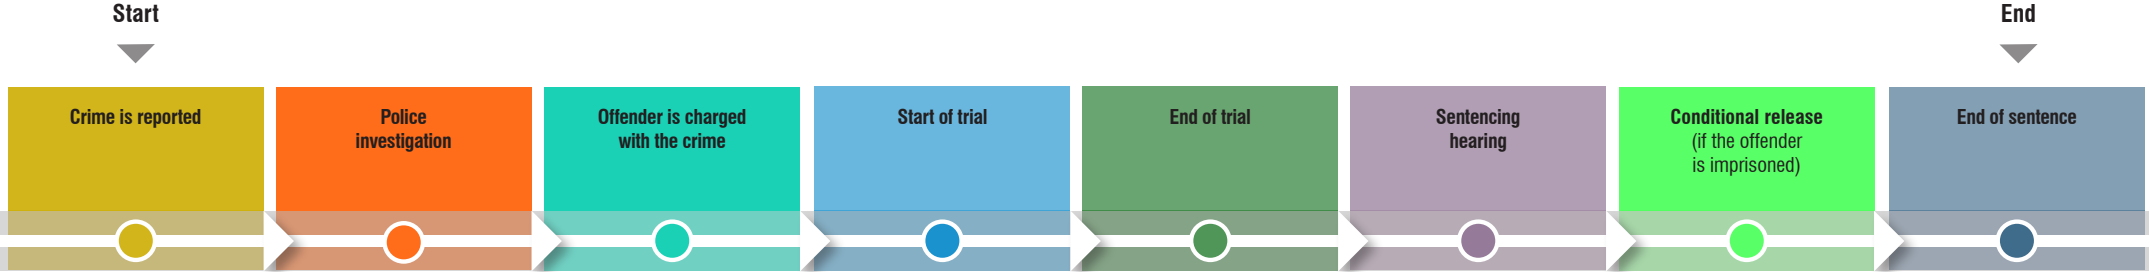 Start
End
Crime is reported
Police
investigation
Offender is charged
with the crime
Start of trial
End of trial
Sentencing
hearing
Conditional release
(if the offender
is imprisoned)
End of sentence